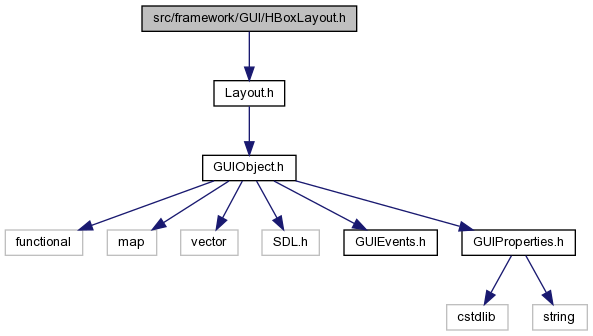 src/framework/GUI/HBoxLayout.h
Layout.h
GUIObject.h
functional
map
vector
SDL.h
GUIEvents.h
GUIProperties.h
cstdlib
string